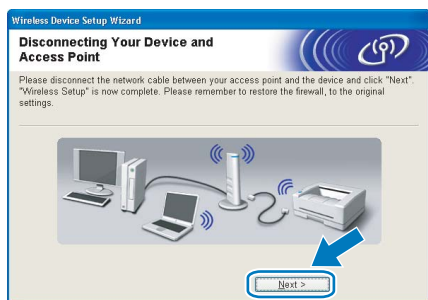 Wireless Device Setup Wizard
Disconnecting Your Device and
Access Point
Please disconnect the network cable between your access point and the device and click "Next".
"Wireless Setup" is now complete. Please remember to restore the firewall, to the original
settings.
Next >